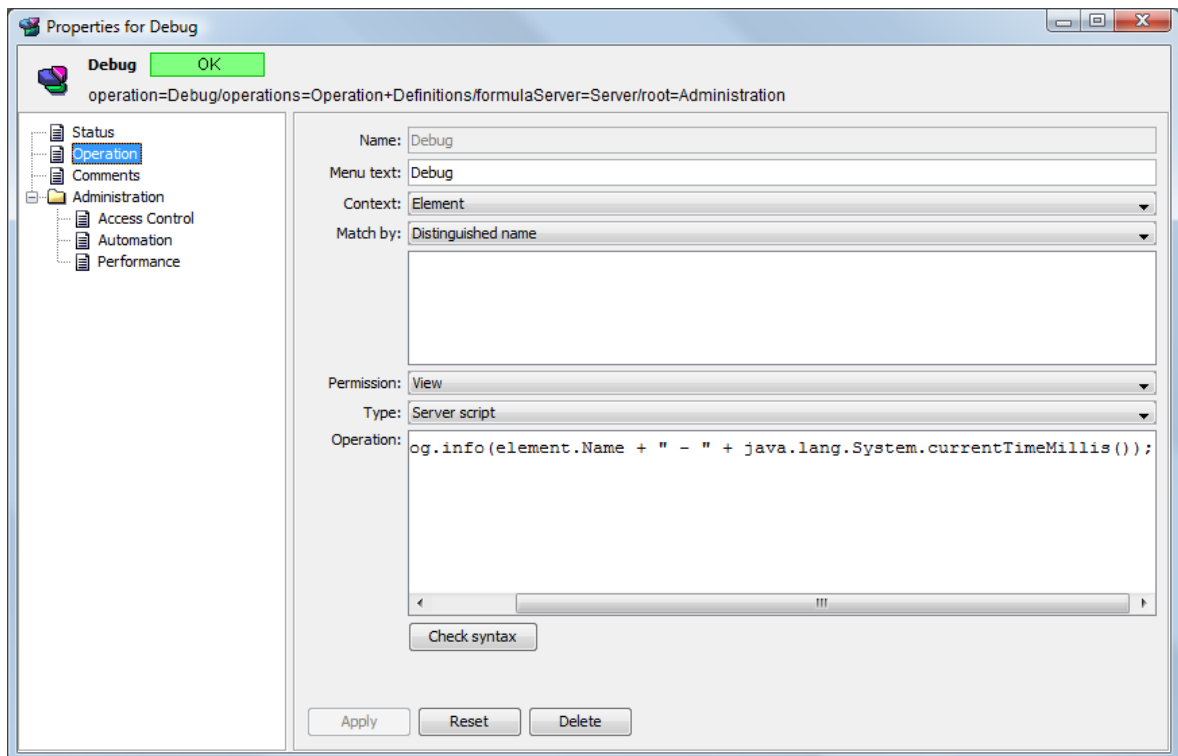 Properties for Debug
Debug OK
operation=Debug/operations=Operation+Definitions/formulaServer=Server/root=Administration
Status
Operation
Comments
Administration
Access Control
Automation
Performance
Name: Debug
Menu text: Debug
Context: Element
Match by: Distinguished name
Permission: View
Type: Server script
Operation: og.info(element.Name + " - " + java.lang.System.currentTimeMillis());
Check syntax
Apply Reset Delete